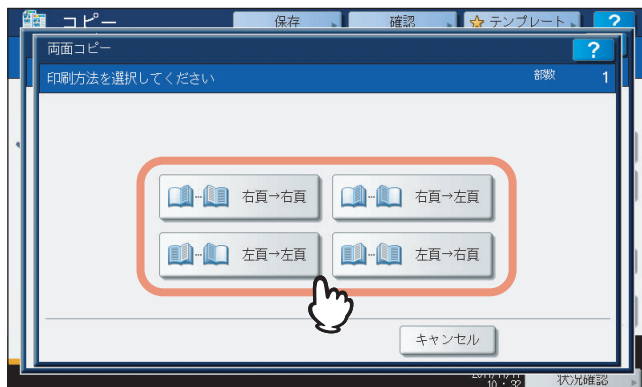 コピー 保存 確認 テンプレート ?
両面コピー ?
印刷方法を選択してください 部数 1
右頁→右頁 右頁→左頁
左頁→左頁 左頁→右頁
キャンセル
10:32 状況確認